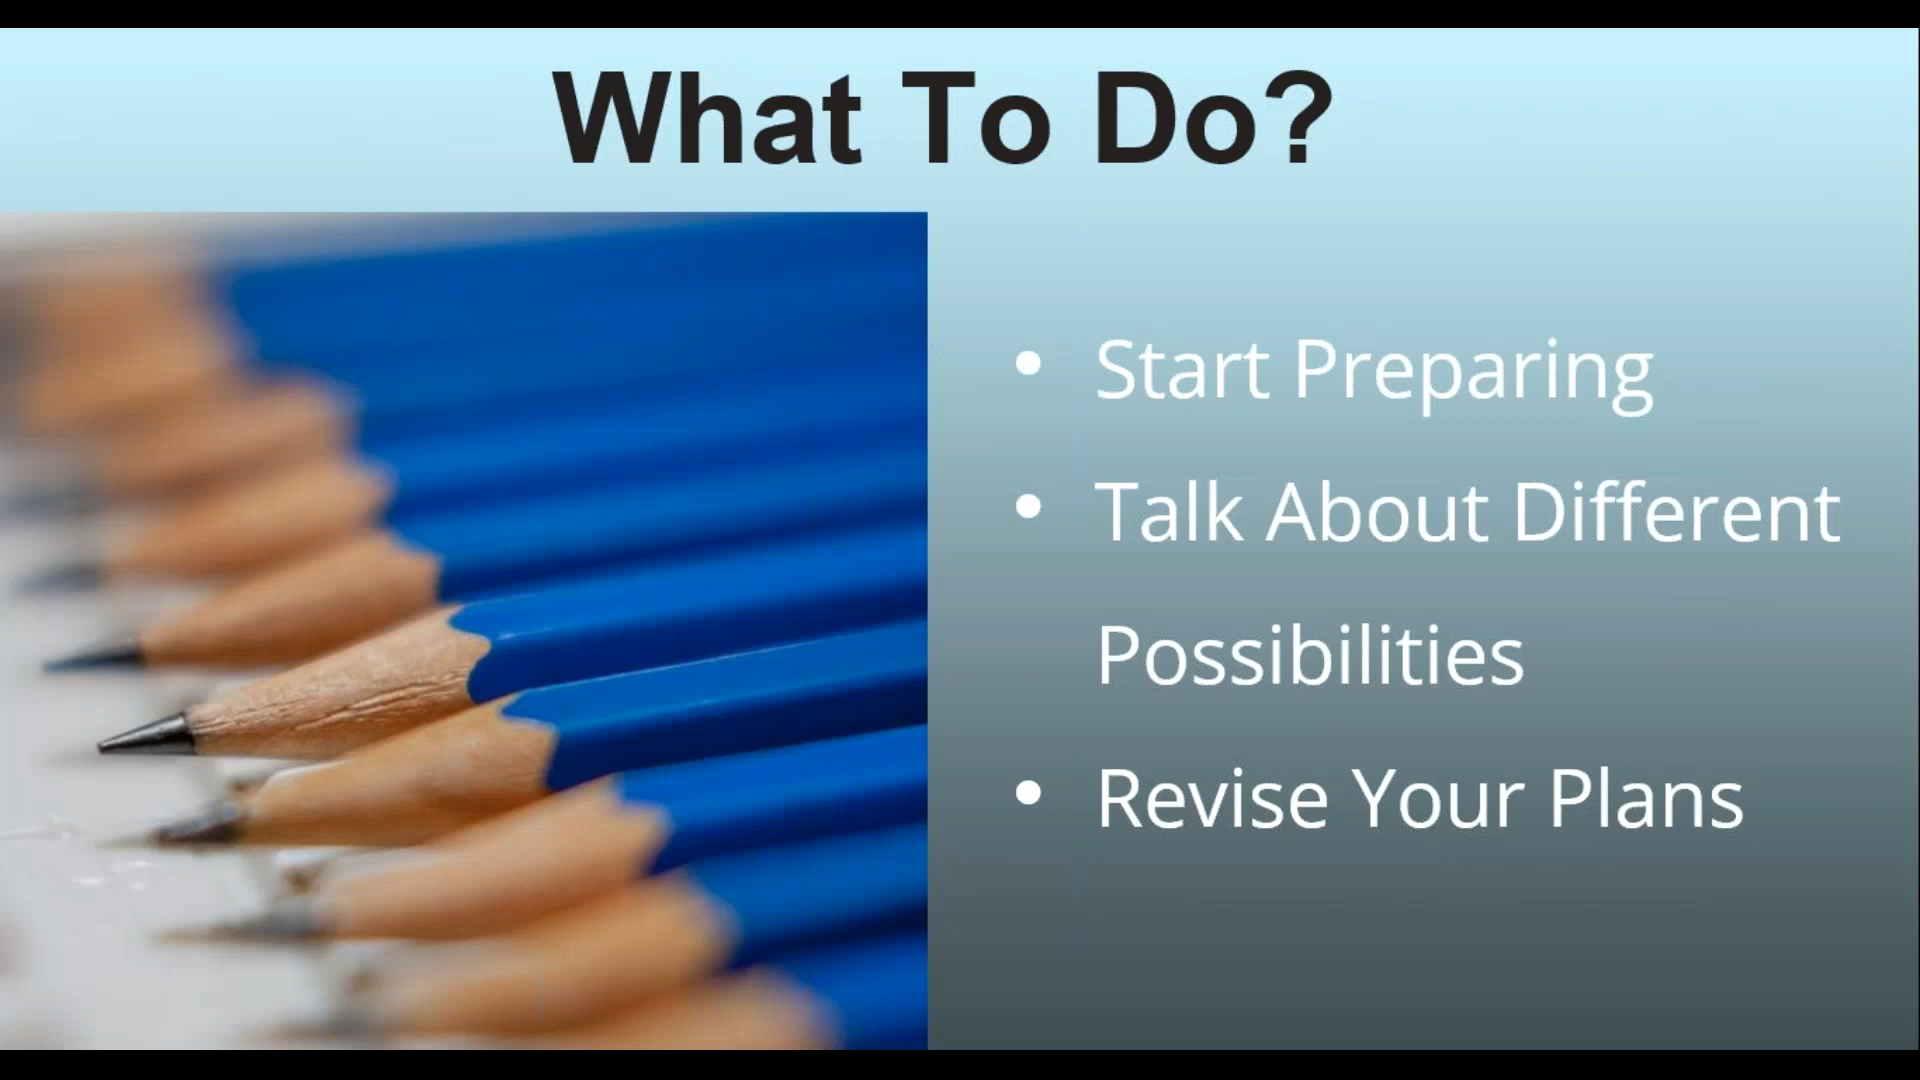 What To Do?
• Start Preparing
• Talk About Different
Possibilities
• Revise Your Plans